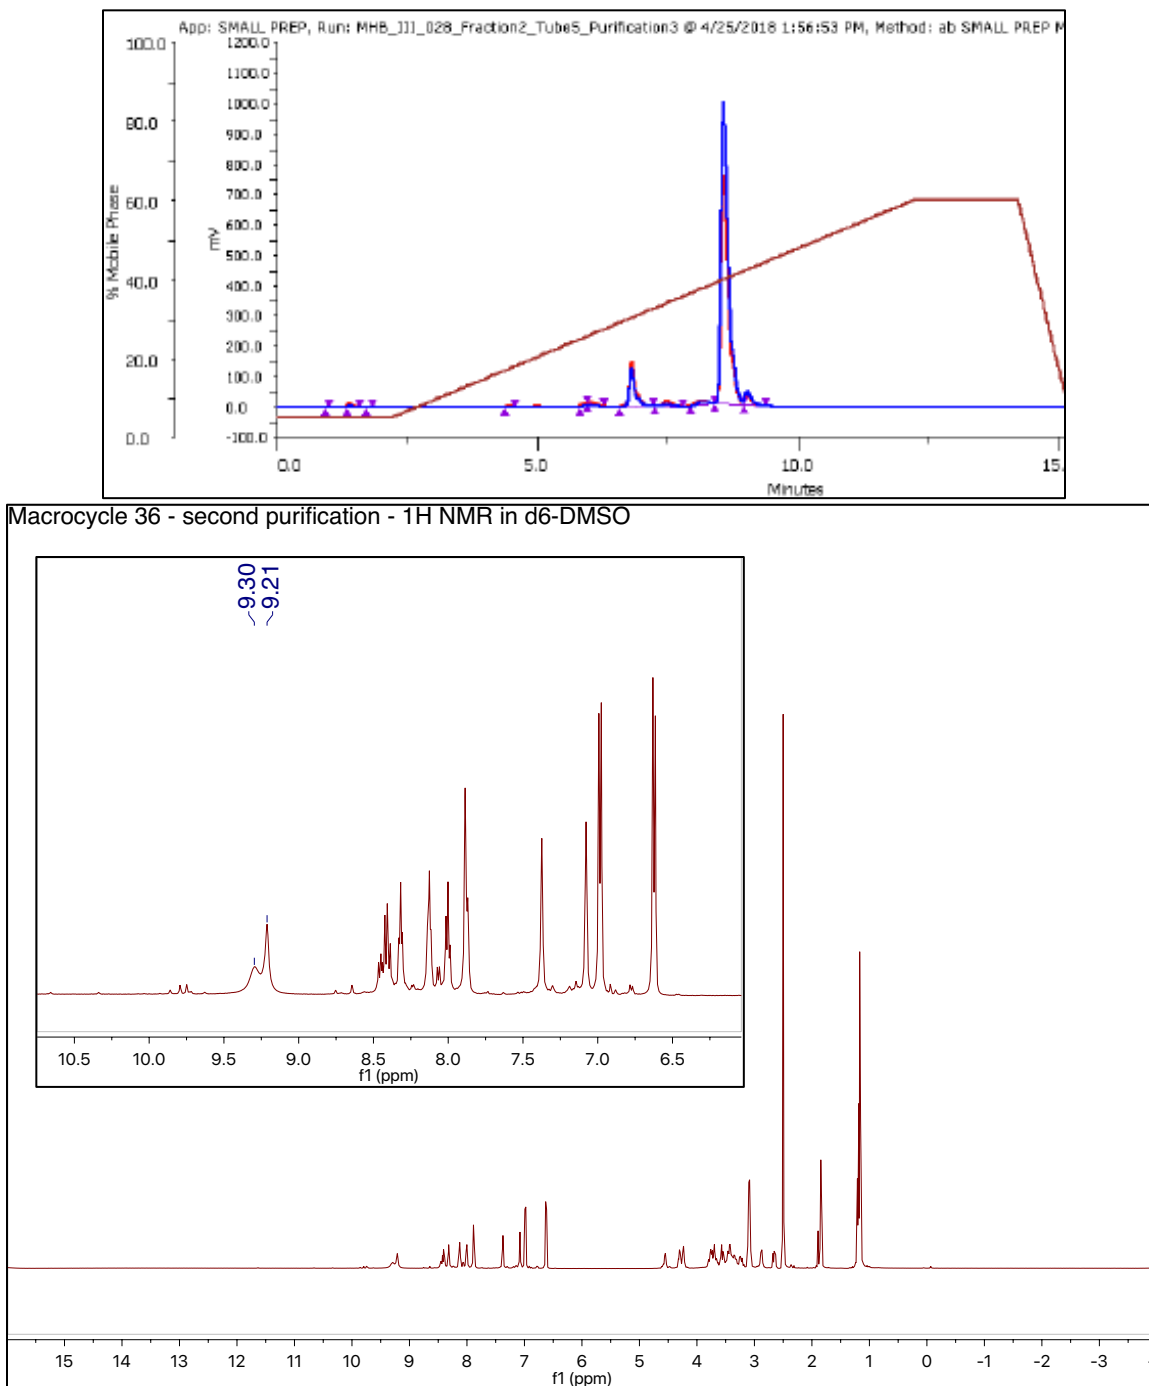 App: SMALL PREP, Run: MHB_III_028_Fraction2_Tube5_Purification3 @ 4/25/2018 1:56:53 PM, Method: ab SMALL PREP M
100.0
80.0
60.0
40.0
20.0
0.0
% Mobile Phase
1200.0
1100.0
1000.0
900.0
800.0
700.0
600.0
500.0
400.0
300.0
200.0
100.0
0.0
-100.0
mV
0.0 5.0 10.0 15.
Minutes
Macrocycle 36 - second purification - 1H NMR in d6-DMSO
9.30
9.21
10.5 10.0 9.5 9.0 8.5 8.0 7.5 7.0 6.5
f1 (ppm)
15 14 13 12 11 10 9 8 7 6 5 4 3 2 1 0 -1 -2 -3
f1 (ppm)